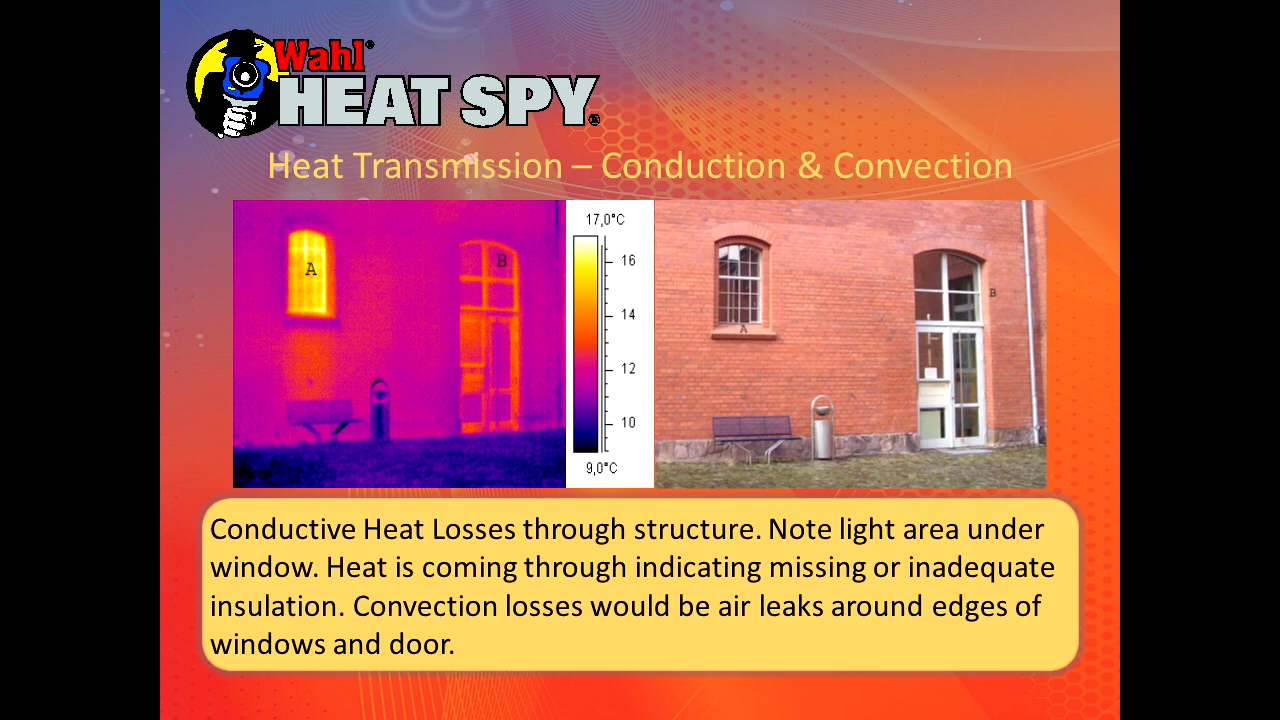 Wahl®
HEAT SPY®
Heat Transmission – Conduction & Convection
17,0°C
A
B
16
14
12
10
9,0°C
B
A
Conductive Heat Losses through structure. Note light area under
window. Heat is coming through indicating missing or inadequate
insulation. Convection losses would be air leaks around edges of
windows and door.